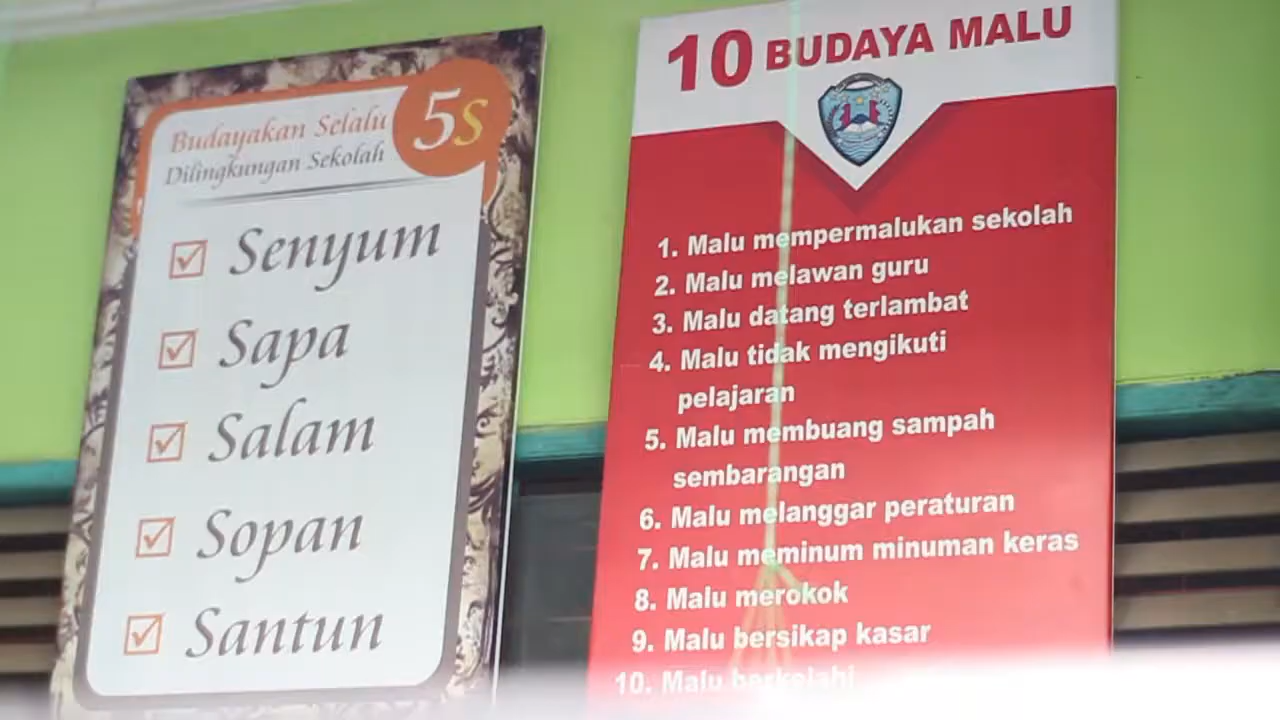 Budayakan Selalu
Dilingkungan Sekolah
5S
Senyum
Sapa
Salam
Sopan
Santun
10 BUDAYA MALU
1. Malu mempermalukan sekolah
2. Malu melawan guru
3. Malu datang terlambat
4. Malu tidak mengikuti
pelajaran
5. Malu membuang sampah
sembarangan
6. Malu melanggar peraturan
7. Malu meminum minuman keras
8. Malu merokok
9. Malu bersikap kasar
10. Malu berkelahi